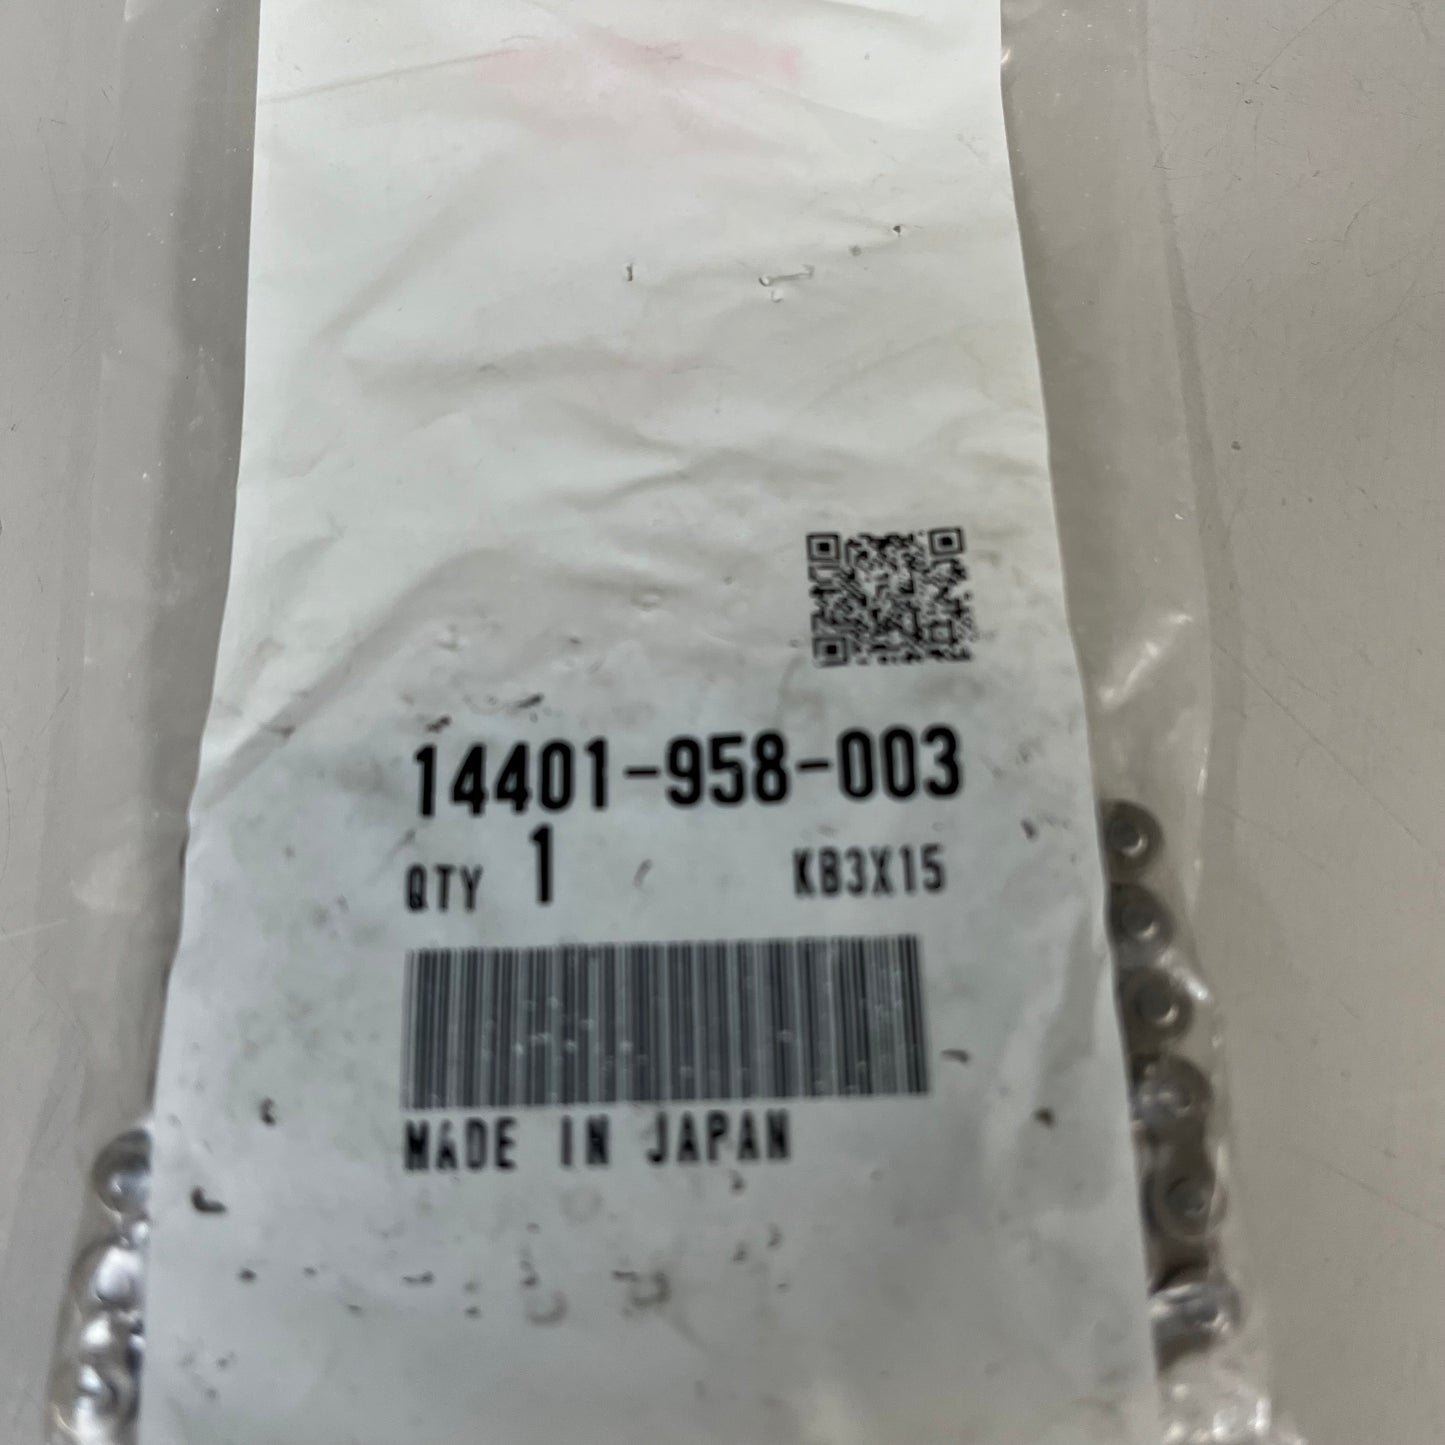 14401-958-003
QTY 1 KB3X15
MADE IN JAPAN